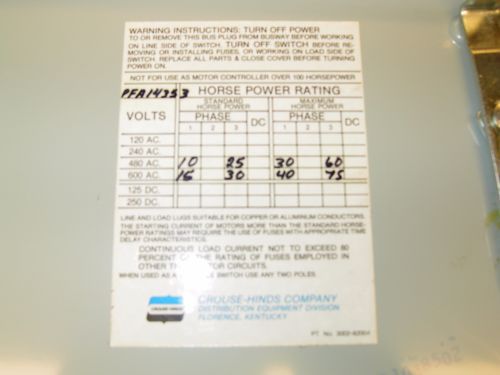 WARNING INSTRUCTIONS: TURN OFF POWER
TO OR REMOVE THIS BUS PLUG FROM BUSWAY BEFORE WORKING
ON LINE SIDE OF SWITCH. TURN OFF SWITCH BEFORE RE-
MOVING OR INSTALLING FUSES, OR WORKING ON LOAD SIDE OF
SWITCH. REPLACE ALL PARTS & CLOSE COVER BEFORE TURNING
POWER ON.
NOT FOR USE AS MOTOR CONTROLLER OVER 100 HORSEPOWER
PFA14353 HORSE POWER RATING
STANDARD HORSE POWER MAXIMUM HORSE POWER
VOLTS PHASE DC PHASE DC
1 2 3 1 2 3
120 AC.
240 AC.
480 AC. 10 25 30 60
600 AC. 15 30 40 75
125 DC.
250 DC.
LINE AND LOAD LUGS SUITABLE FOR COPPER OR ALUMINUM CONDUCTORS.
THE STARTING CURRENT OF MOTORS MORE THAN THE STANDARD HORSE-
POWER RATINGS MAY REQUIRE THE USE OF FUSES WITH APPROPRIATE TIME
DELAY CHARACTERISTICS.
CONTINUOUS LOAD CURRENT NOT TO EXCEED 80
PERCENT OF THE RATING OF FUSES EMPLOYED IN
OTHER CIRCUITS.
WHEN USED AS A SWITCH USE ANY TWO POLES.
CROUSE-HINDS
CROUSE-HINDS COMPANY
DISTRIBUTION EQUIPMENT DIVISION
FLORENCE, KENTUCKY
PT. No.